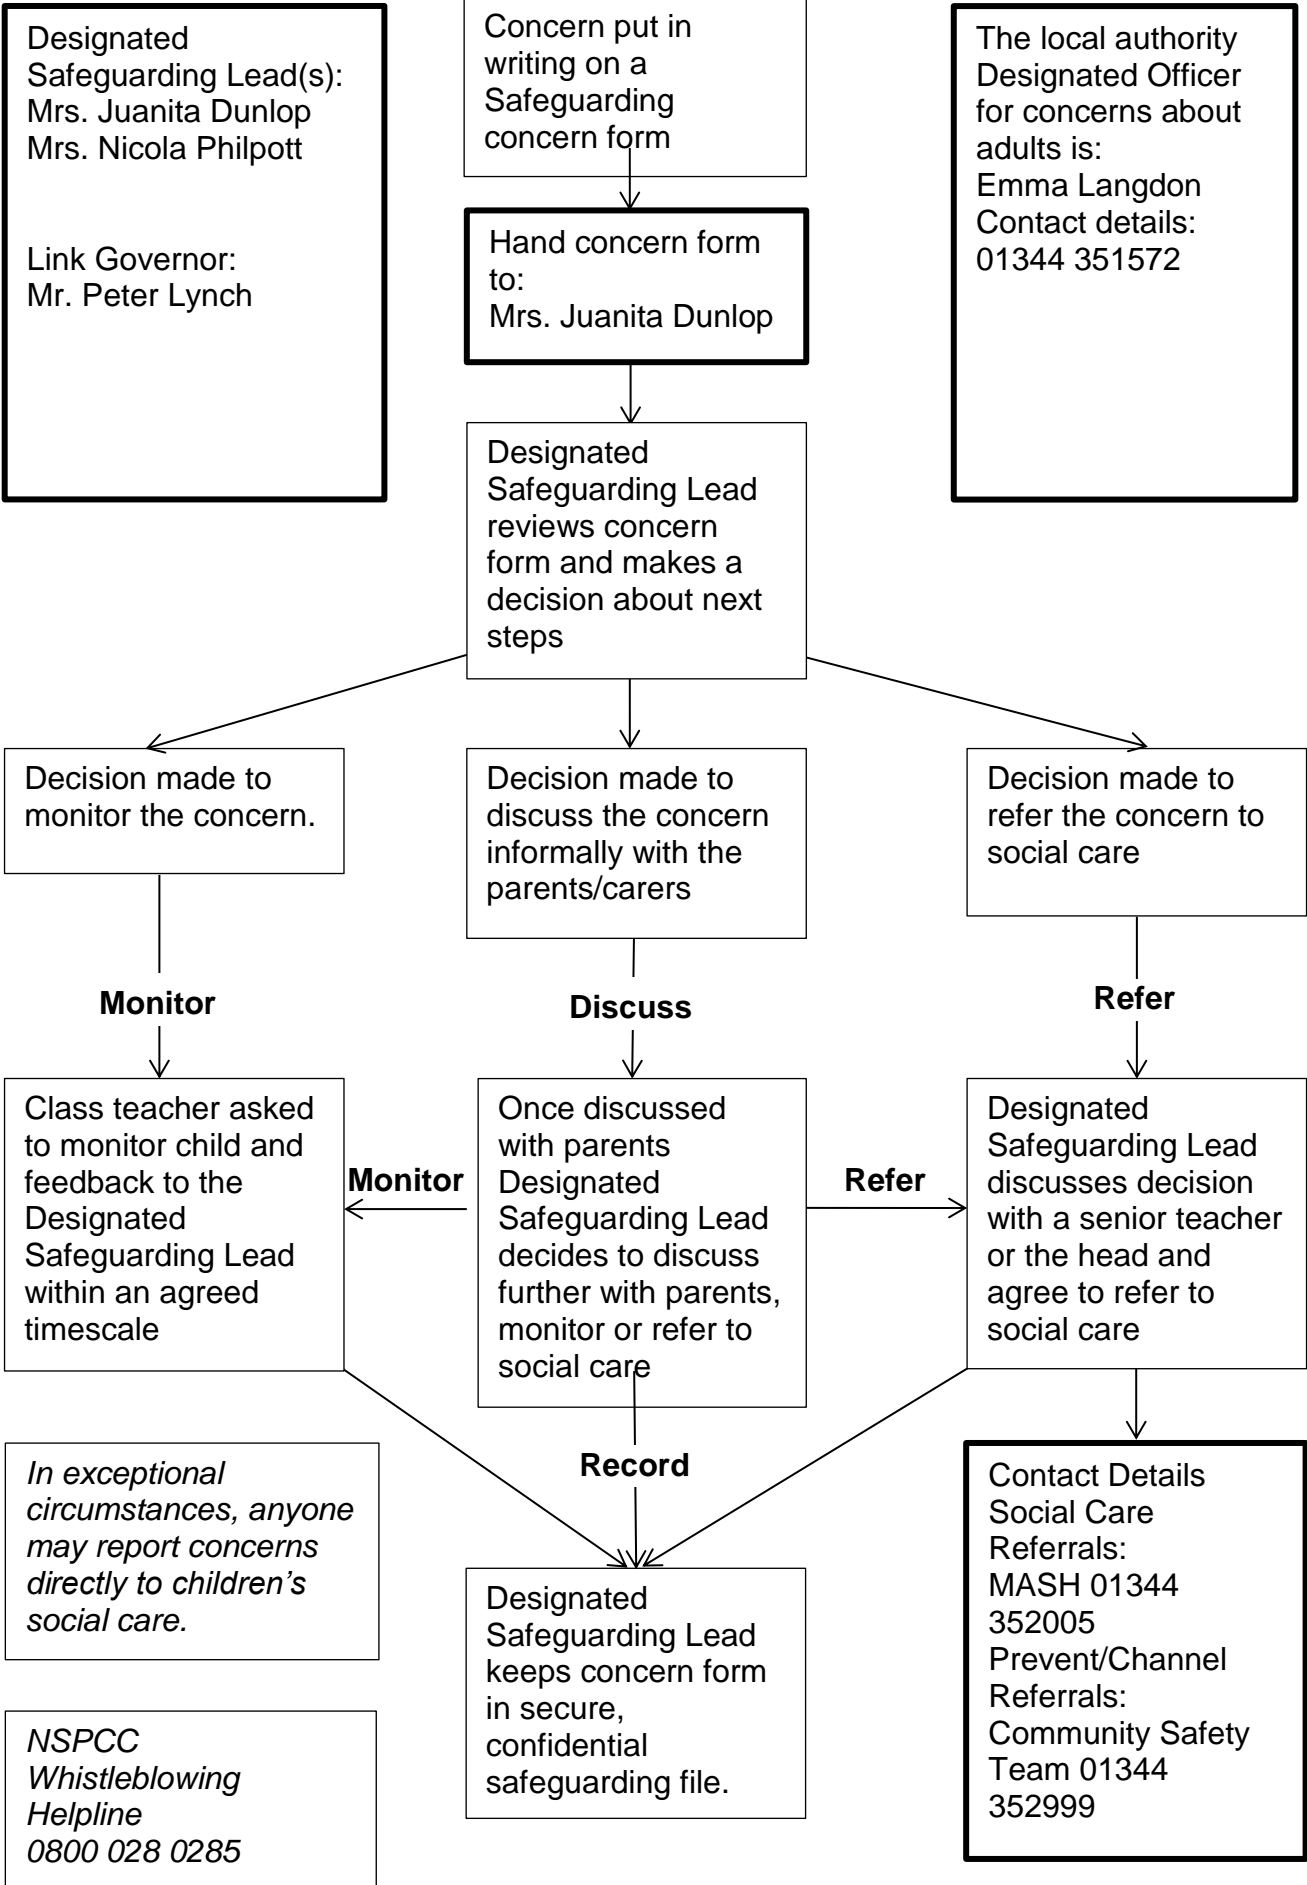 Designated
Safeguarding Lead(s):
Mrs. Juanita Dunlop
Mrs. Nicola Philpott
Link Governor:
Mr. Peter Lynch
Concern put in
writing on a
Safeguarding
concern form
The local authority
Designated Officer
for concerns about
adults is:
Emma Langdon
Contact details:
01344 351572
Hand concern form
to:
Mrs. Juanita Dunlop
Designated
Safeguarding Lead
reviews concern
form and makes a
decision about next
steps
Decision made to
monitor the concern.
Decision made to
discuss the concern
informally with the
parents/carers
Decision made to
refer the concern to
social care
Monitor
Discuss
Refer
Class teacher asked
to monitor child and
feedback to the
Designated
Safeguarding Lead
within an agreed
timescale
Monitor
Once discussed
with parents
Designated
Safeguarding Lead
decides to discuss
further with parents,
monitor or refer to
social care
Refer
Designated
Safeguarding Lead
discusses decision
with a senior teacher
or the head and
agree to refer to
social care
Record
In exceptional
circumstances, anyone
may report concerns
directly to children’s
social care.
Designated
Safeguarding Lead
keeps concern form
in secure,
confidential
safeguarding file.
Contact Details
Social Care
Referrals:
MASH 01344
352005
Prevent/Channel
Referrals:
Community Safety
Team 01344
352999
NSPCC
Whistleblowing
Helpline
0800 028 0285